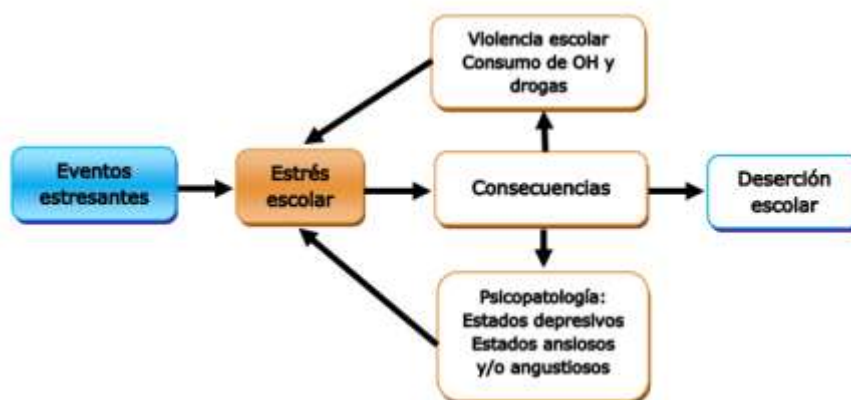 Violencia escolar
Consumo de OH y
drogas
Eventos
estresantes
Estrés
escolar
Consecuencias
Deserción
escolar
Psicopatología:
Estados depresivos
Estados ansiosos
y/o angustiosos